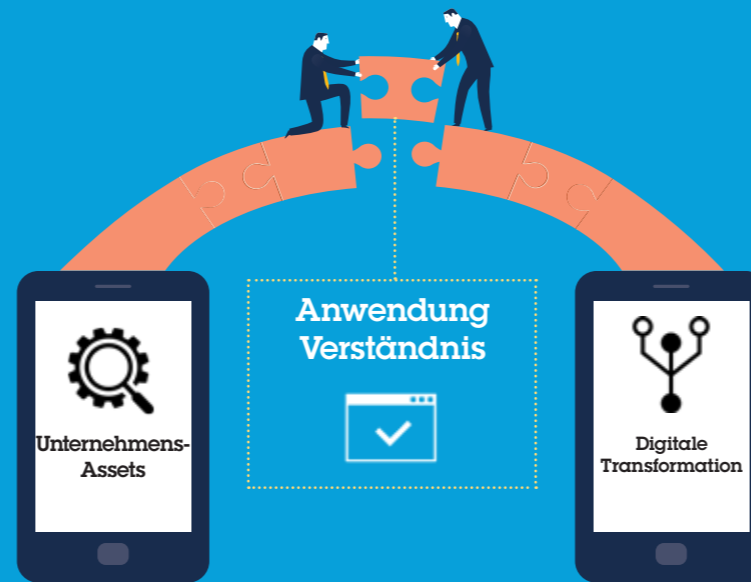 Anwendung
Verständnis
Unternehmens-
Assets
Digitale
Transformation